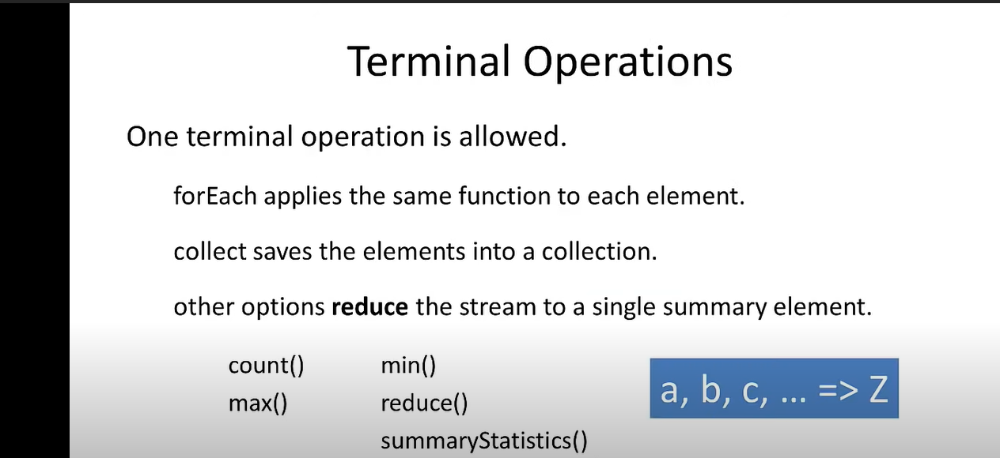 Terminal Operations
One terminal operation is allowed.
forEach applies the same function to each element.
collect saves the elements into a collection.
other options reduce the stream to a single summary element.
count() min()
max() reduce()
summaryStatistics()
a, b, c, ... => Z